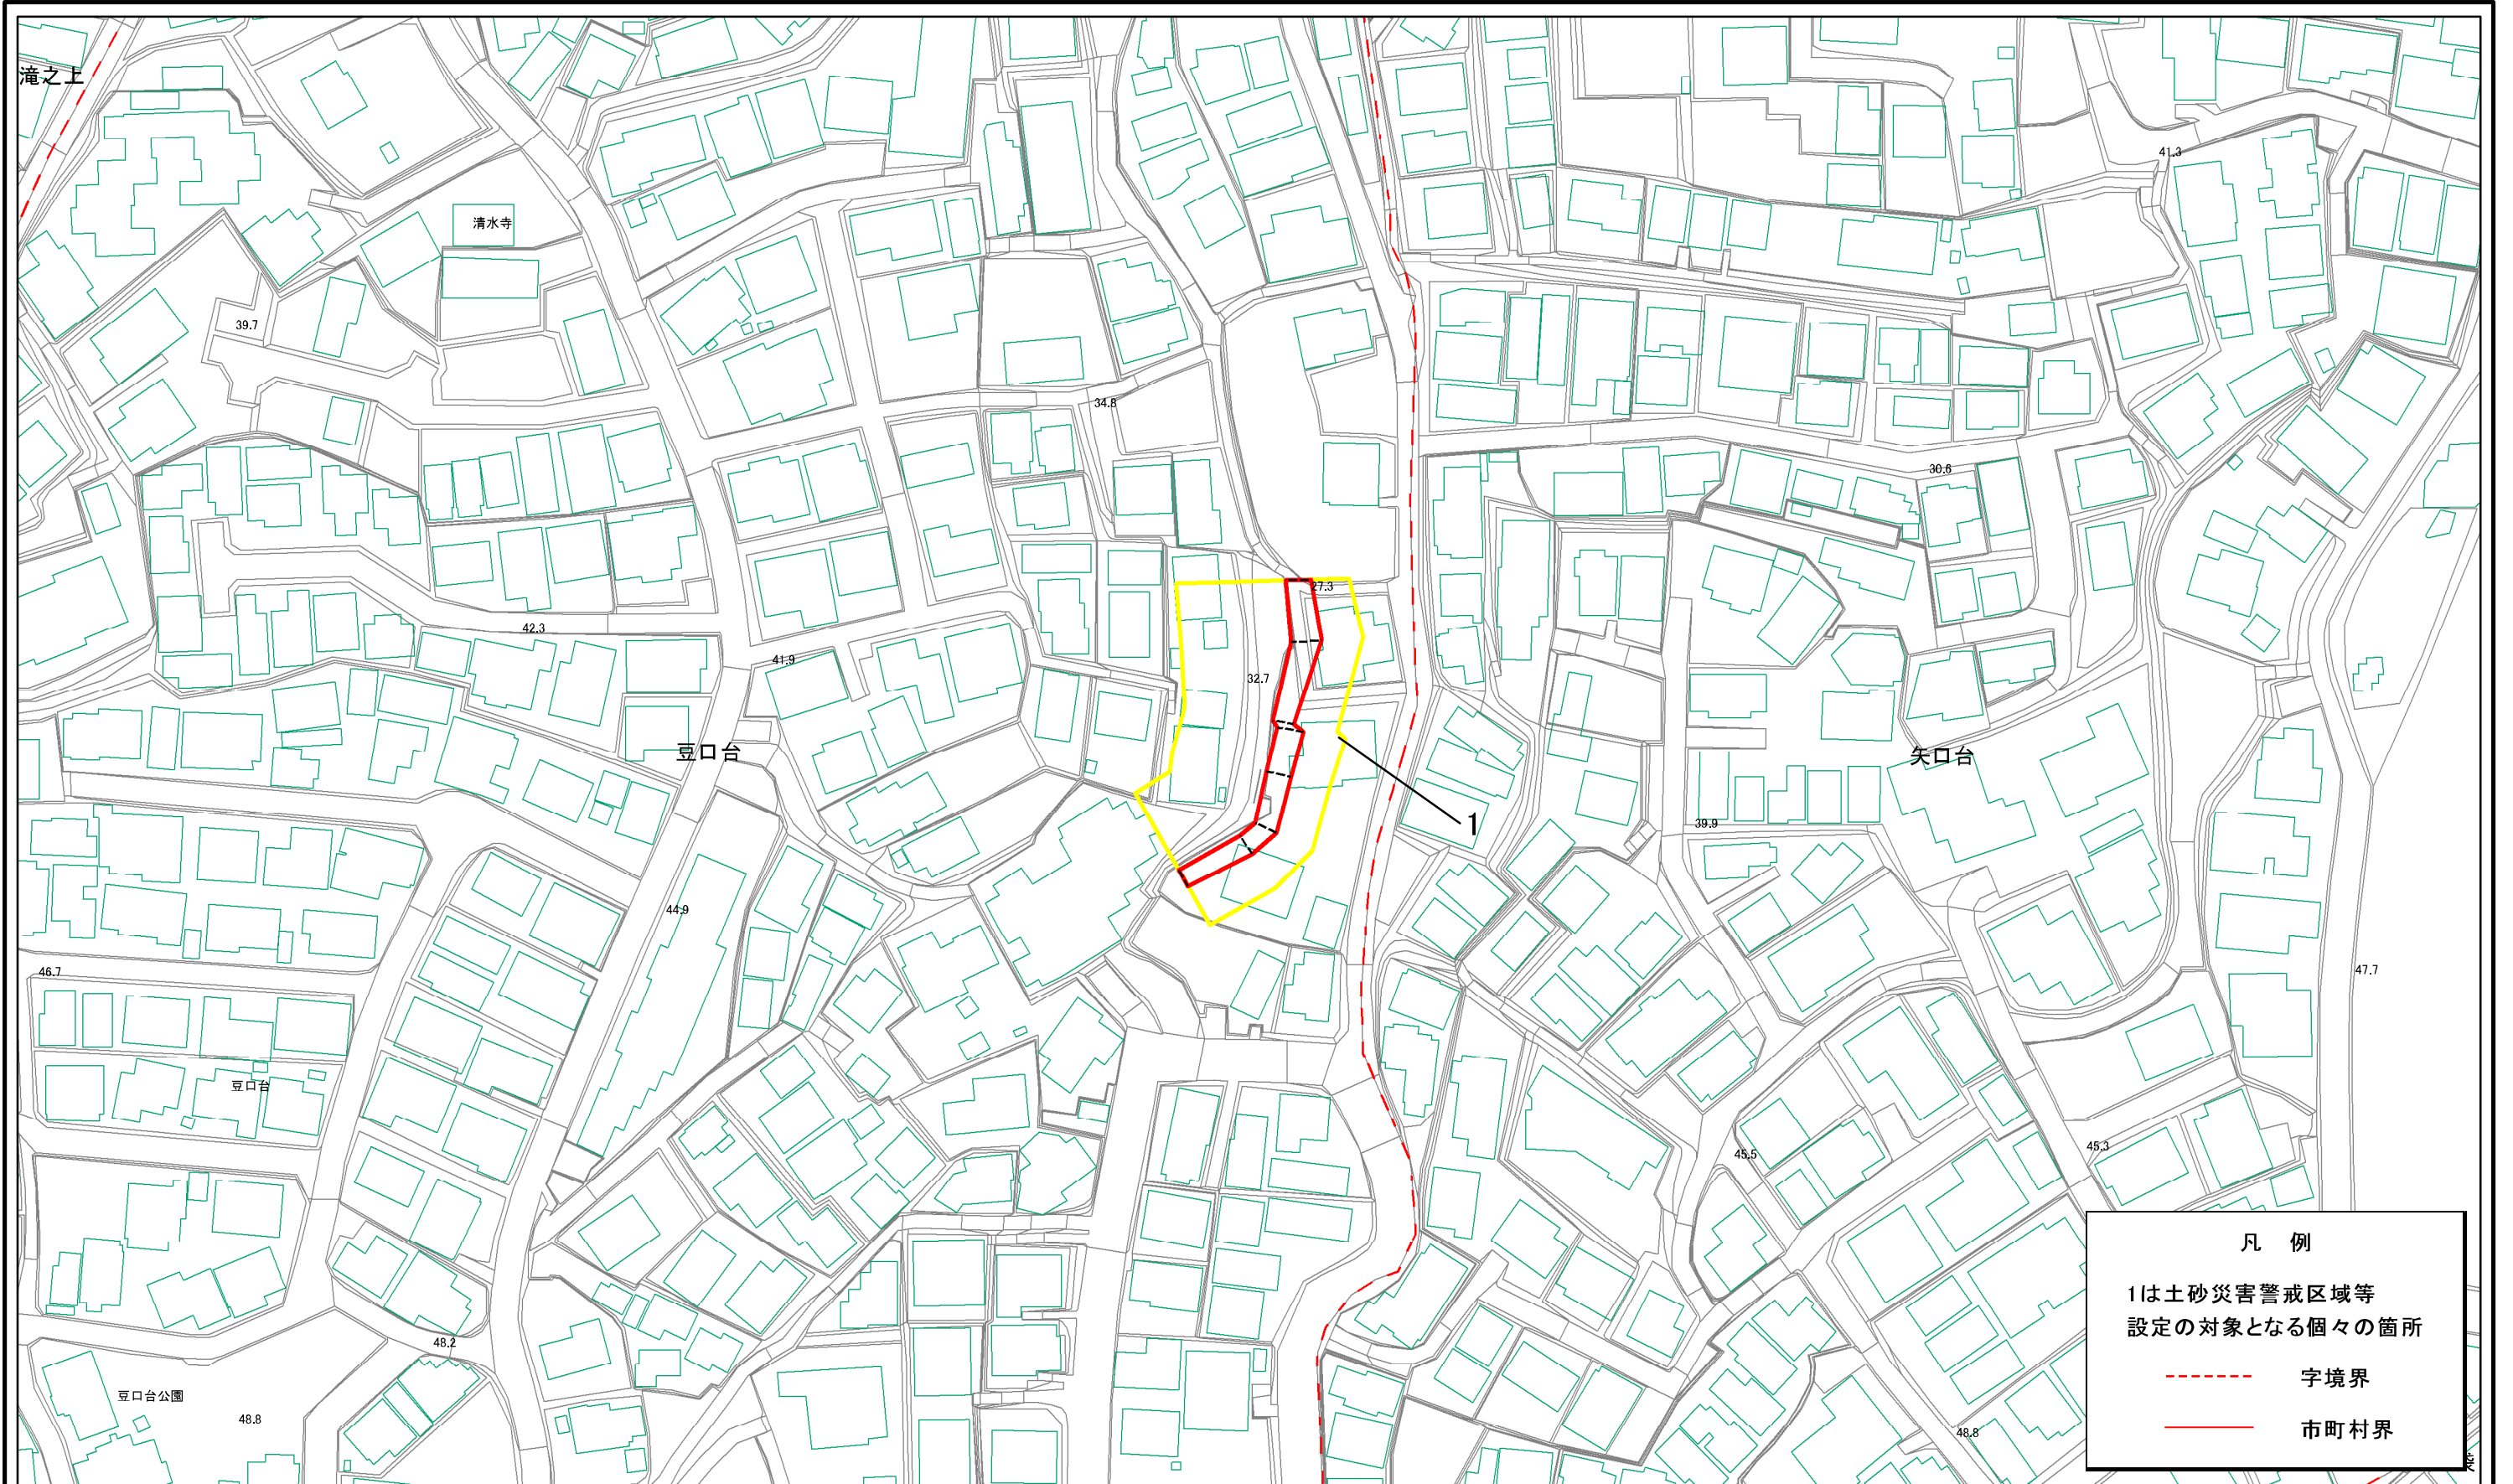 滝之上
41.3
清水寺
39.7
34.8
30.6
27.3
42.3
41.9
32.7
豆口台
矢口台
1
39.9
44.9
46.7
47.7
豆口台
45.5
45.3
48.2
豆口台公園
48.8
48.8
凡 例
1は土砂災害警戒区域等
設定の対象となる個々の箇所
字境界
市町村界